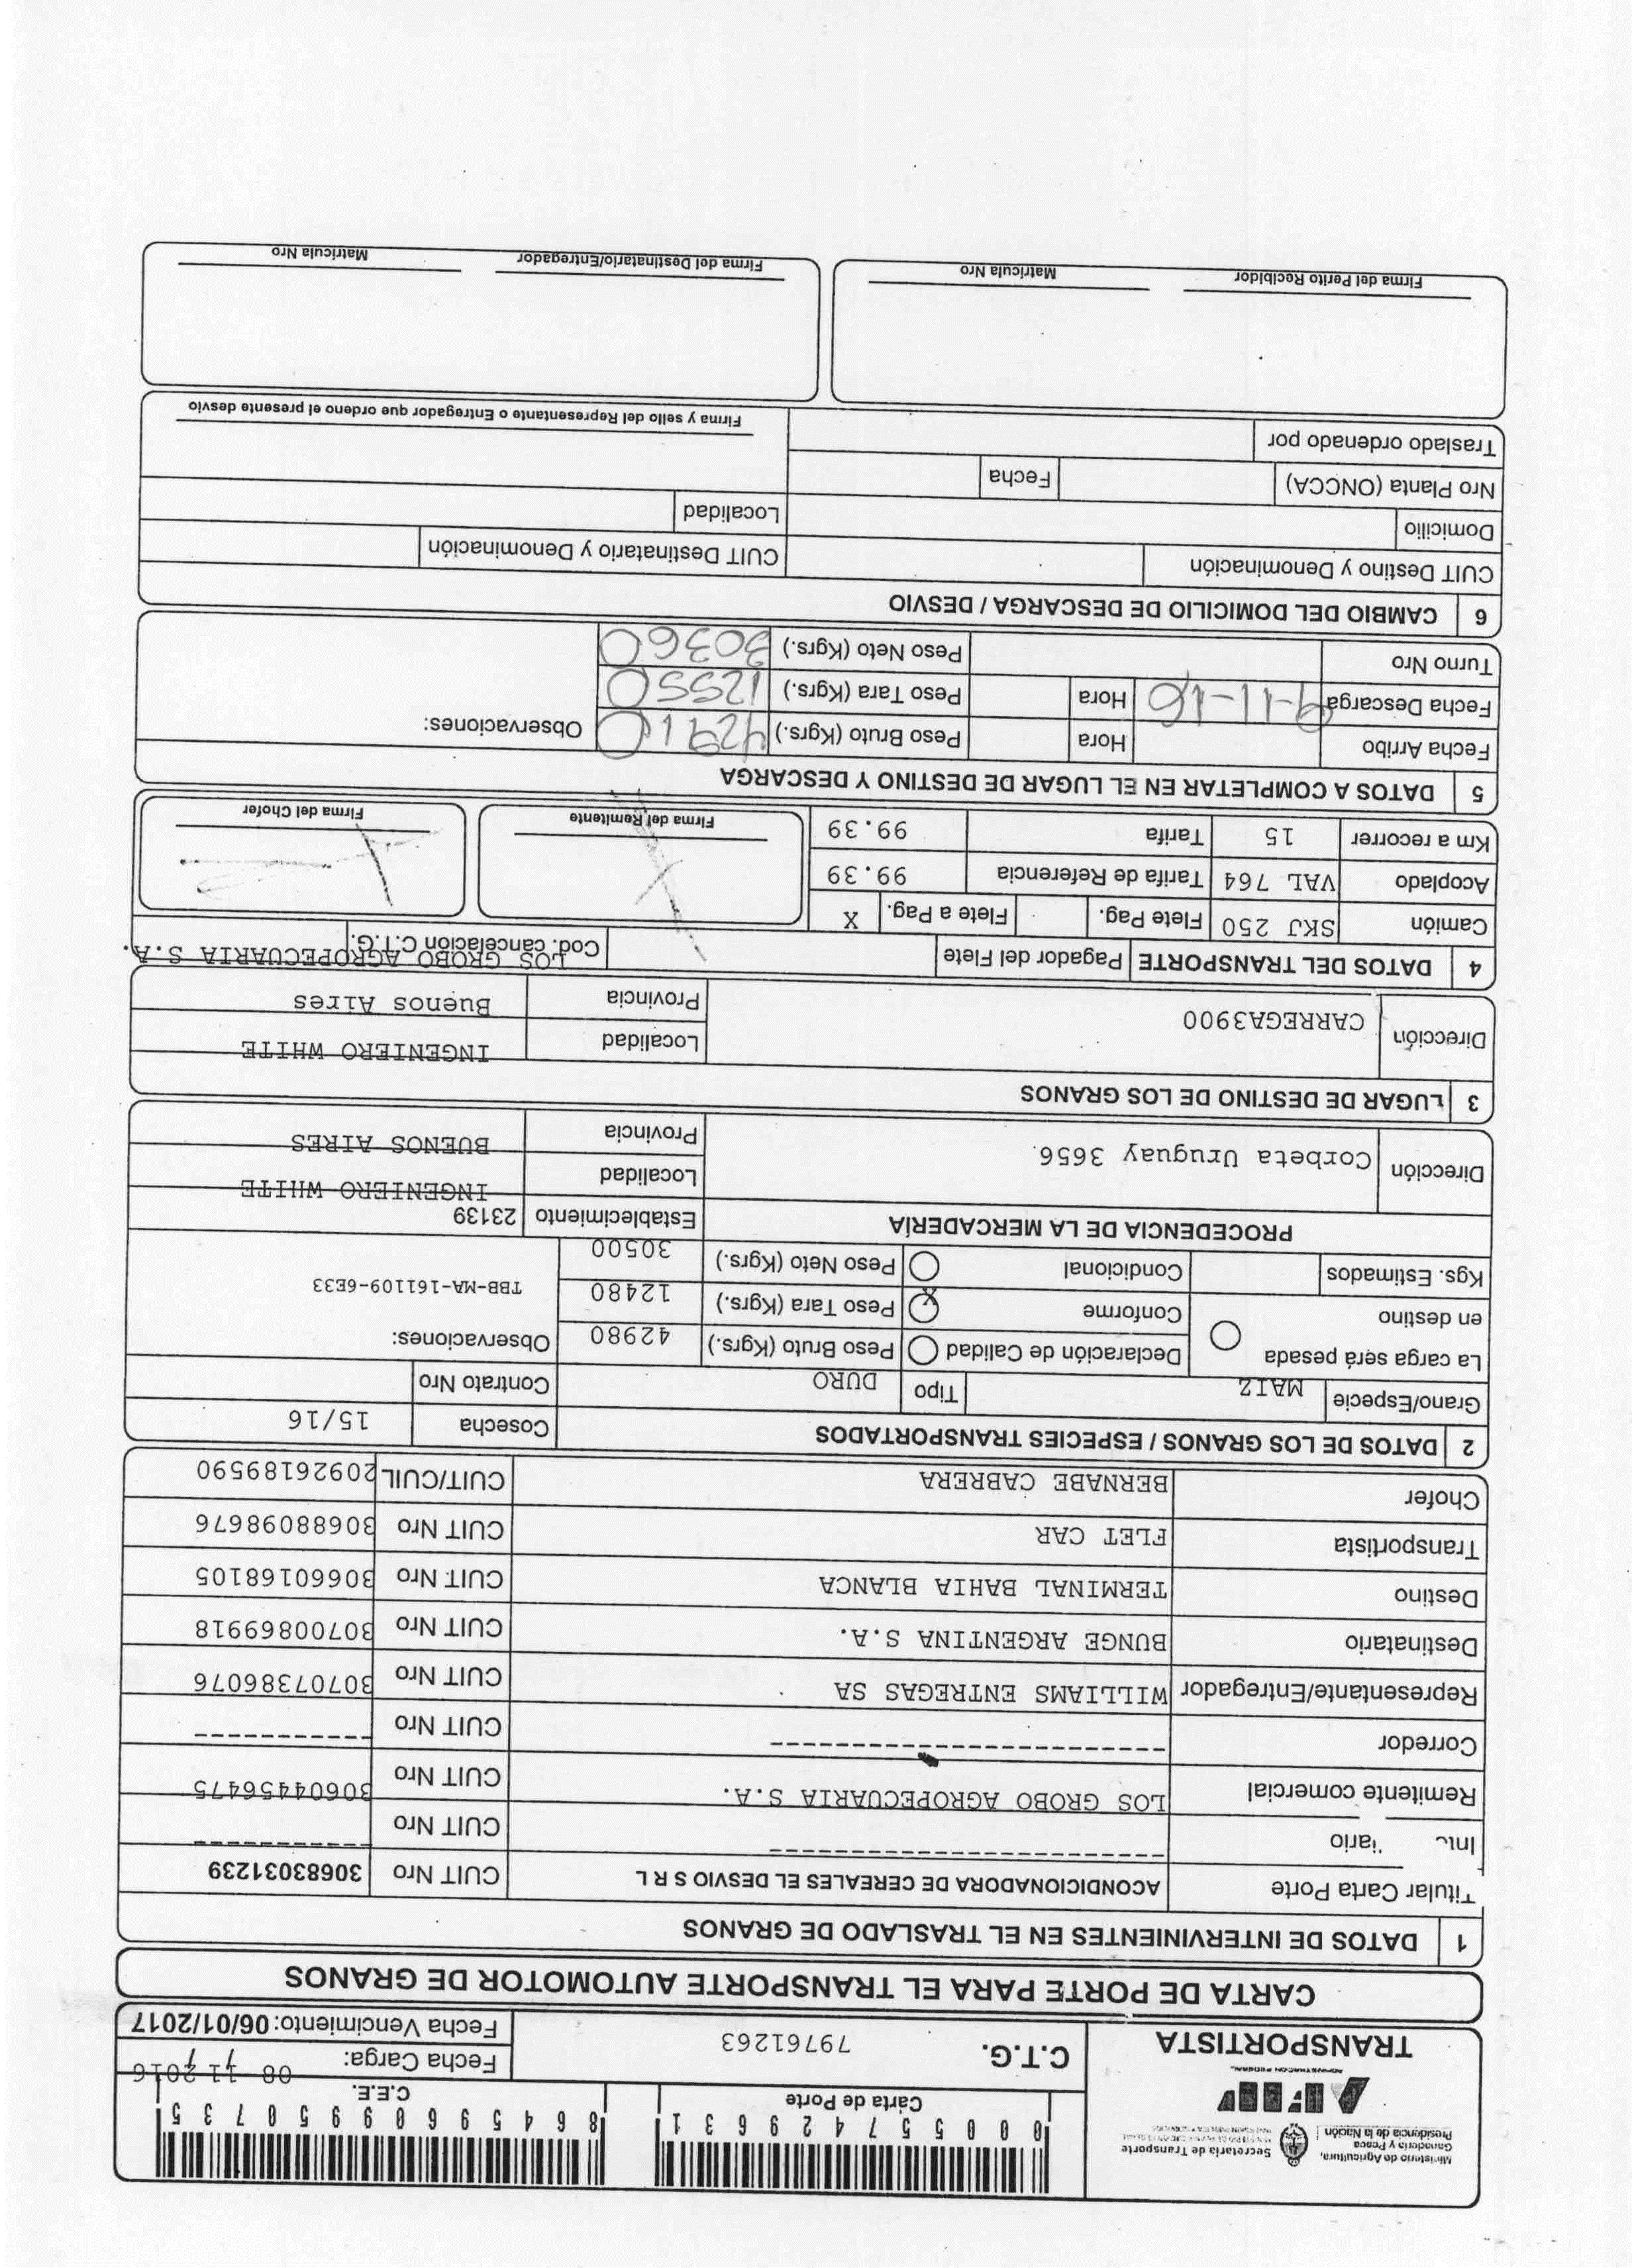 Ministerio de Agricultura,
Ganadería y Pesca
Presidencia de la Nación
Secretaría de Transporte
AFIP
TRANSPORTISTA
0 0 0 5 5 7 4 2 9 6 3 1
Carta de Porte
8 6 4 5 9 6 0 9 9 5 0 7 3 5
C.E.E.
C.T.G. 79761263
Fecha Carga: 08 11 2016
Fecha Vencimiento: 06/01/2017
CARTA DE PORTE PARA EL TRANSPORTE AUTOMOTOR DE GRANOS
1 DATOS DE INTERVINIENTES EN EL TRASLADO DE GRANOS
Titular Carta Porte ACONDICIONADORA DE CEREALES EL DESVIO S R L CUIT Nro 30683031239
CUIT Nro
Remitente comercial LOS GROBO AGROPECUARIA S.A. CUIT Nro 30604456475
Corredor CUIT Nro
Representante/Entregador WILLIAMS ENTREGAS SA CUIT Nro 30707386076
Destinatario BUNGE ARGENTINA S.A. CUIT Nro 30700869918
Destino TERMINAL BAHIA BLANCA CUIT Nro 30660168105
Transportista FLET CAR CUIT Nro 30688098676
Chofer BERNABE CABRERA CUIT/CUIL 20926189590
2 DATOS DE LOS GRANOS / ESPECIES TRANSPORTADOS Cosecha 15/16
Grano/Especie MAIZ Tipo DURO Contrato Nro
La carga será pesada en destino Declaración de Calidad Peso Bruto (Kgrs.) 42980 Observaciones:
Conforme X Peso Tara (Kgrs.) 12480 TBB-MA-161109-6E33
Kgs. Estimados Condicional Peso Neto (Kgrs.) 30500
PROCEDENCIA DE LA MERCADERÍA Establecimiento 23139
Dirección Corbeta Uruguay 3656 Localidad INGENIERO WHITE
Provincia BUENOS AIRES
3 LUGAR DE DESTINO DE LOS GRANOS
Dirección CARREGA3900 Localidad INGENIERO WHITE
Provincia Buenos Aires
4 DATOS DEL TRANSPORTE Pagador del Flete LOS GROBO AGROPECUARIA S.A.
Cod. cancelación C.T.G.
Camión SKJ 250 Flete Pag. Flete a Pag. X
Acoplado VAL 764 Tarifa de Referencia 99.39
Km a recorrer 15 Tarifa 99.39
Firma del Remitente Firma del Chofer
5 DATOS A COMPLETAR EN EL LUGAR DE DESTINO Y DESCARGA
Fecha Arribo Hora Peso Bruto (Kgrs.) 42910 Observaciones:
Fecha Descarga 9-11-16 Hora Peso Tara (Kgrs.) 12550
Turno Nro Peso Neto (Kgrs.) 30360
6 CAMBIO DEL DOMICILIO DE DESCARGA / DESVIO
CUIT Destino y Denominación CUIT Destinatario y Denominación
Domicilio Localidad
Nro Planta (ONCCA) Fecha
Traslado ordenado por
Firma y sello del Representante o Entregador que ordeno el presente desvio
Firma del Perito Recibidor Matrícula Nro Firma del Destinatario/Entregador Matrícula Nro